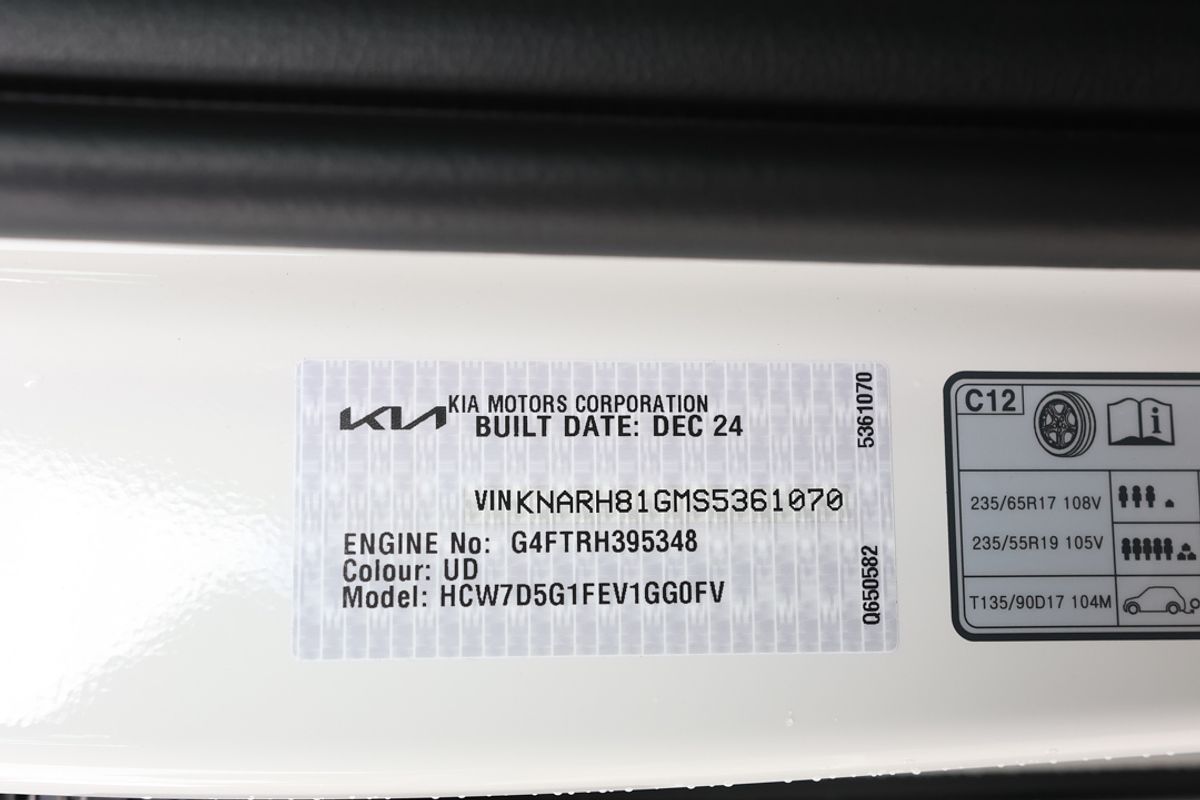 KIA KIA MOTORS CORPORATION
BUILT DATE: DEC 24
VIN KNARH81GMS5361070
ENGINE No: G4FTRH395348
Colour: UD
Model: HCW7D5G1FEV1GG0FV
5361070
Q650582
C12
i
235/65R17 108V
235/55R19 105V
T135/90D17 104M